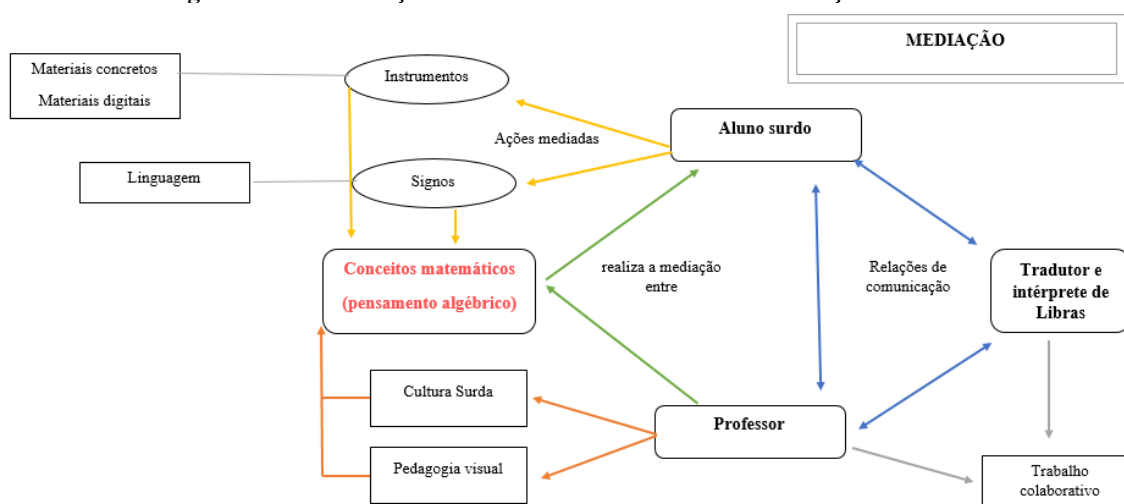 MEDIAÇÃO
Materiais concretos
Materiais digitais
Instrumentos
Aluno surdo
Ações mediadas
Linguagem
Signos
Conceitos matemáticos
(pensamento algébrico)
realiza a mediação
entre
Relações de
comunicação
Tradutor e
intérprete de
Libras
Cultura Surda
Professor
Pedagogia visual
Trabalho
colaborativo